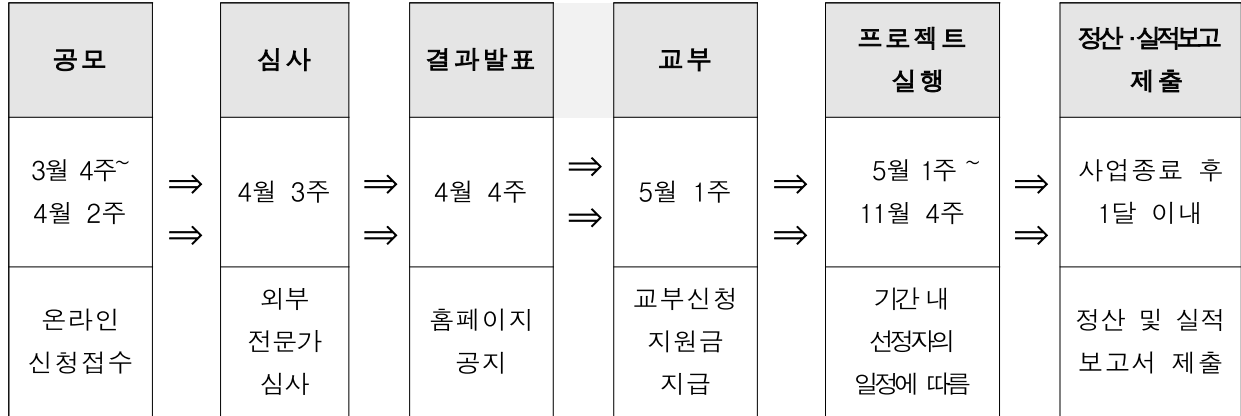 공모
3월 4주~
4월 2주
온라인
신청접수
⇒
⇒
심사
4월 3주
외부
전문가
심사
⇒
⇒
결과발표
4월 4주
홈페이지
공지
⇒
⇒
교부
5월 1주
교부신청
지원금
지급
⇒
⇒
프로젝트
실행
5월 1주 ~
11월 4주
기간 내
선정자의
일정에 따름
⇒
⇒
정산·실적보고
제출
사업종료 후
1달 이내
정산 및 실적
보고서 제출